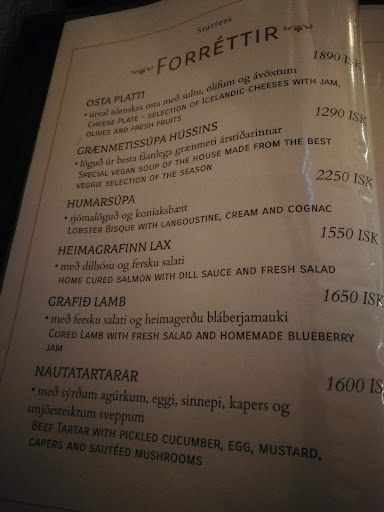 Starters
FORRÉTTIR
OSTA PLATTI 1890 ISK
• úrval íslenskra osta með sultu, ólífum og ávöxtum
Cheese Plate - selection of Icelandic cheeses with jam,
olives and fresh fruits
GRÆNMETISSÚPA HÚSSINS 1290 ISK
• löguð úr besta fáanlega grænmeti árstíðarinnar
Special vegan soup of the house made from the best
veggie selection of the season
HUMARSÚPA 2250 ISK
• rjómalöguð og koníaksbætt
Lobster Bisque with langoustine, cream and cognac
HEIMAGRAFINN LAX 1550 ISK
• með dillsósu og fersku salati
home cured salmon with dill sauce and fresh salad
GRAFIÐ LAMB 1650 ISK
• með fersku salati og heimagerðu bláberjamauki
Cured Lamb with fresh salad and homemade blueberry
jam
NAUTATARTARAR 1600 IS
• með sýrðum agúrkum, eggi, sinnepi, kapers og
smjörsteiktum sveppum
Beef Tartar with pickled cucumber, egg, mustard,
capers and sautéed mushrooms